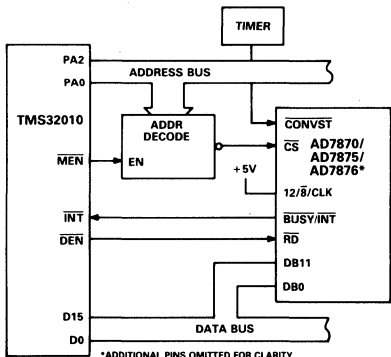 TIMER
PA2
ADDRESS BUS
PA0
TMS32010
ADDR
DECODE
CONVST
CS
AD7870/
AD7875/
AD7876*
MEN
EN
+5V
12/8/CLK
INT
BUSY/INT
DEN
RD
DB11
DB0
D15
DATA BUS
D0
*ADDITIONAL PINS OMITTED FOR CLARITY